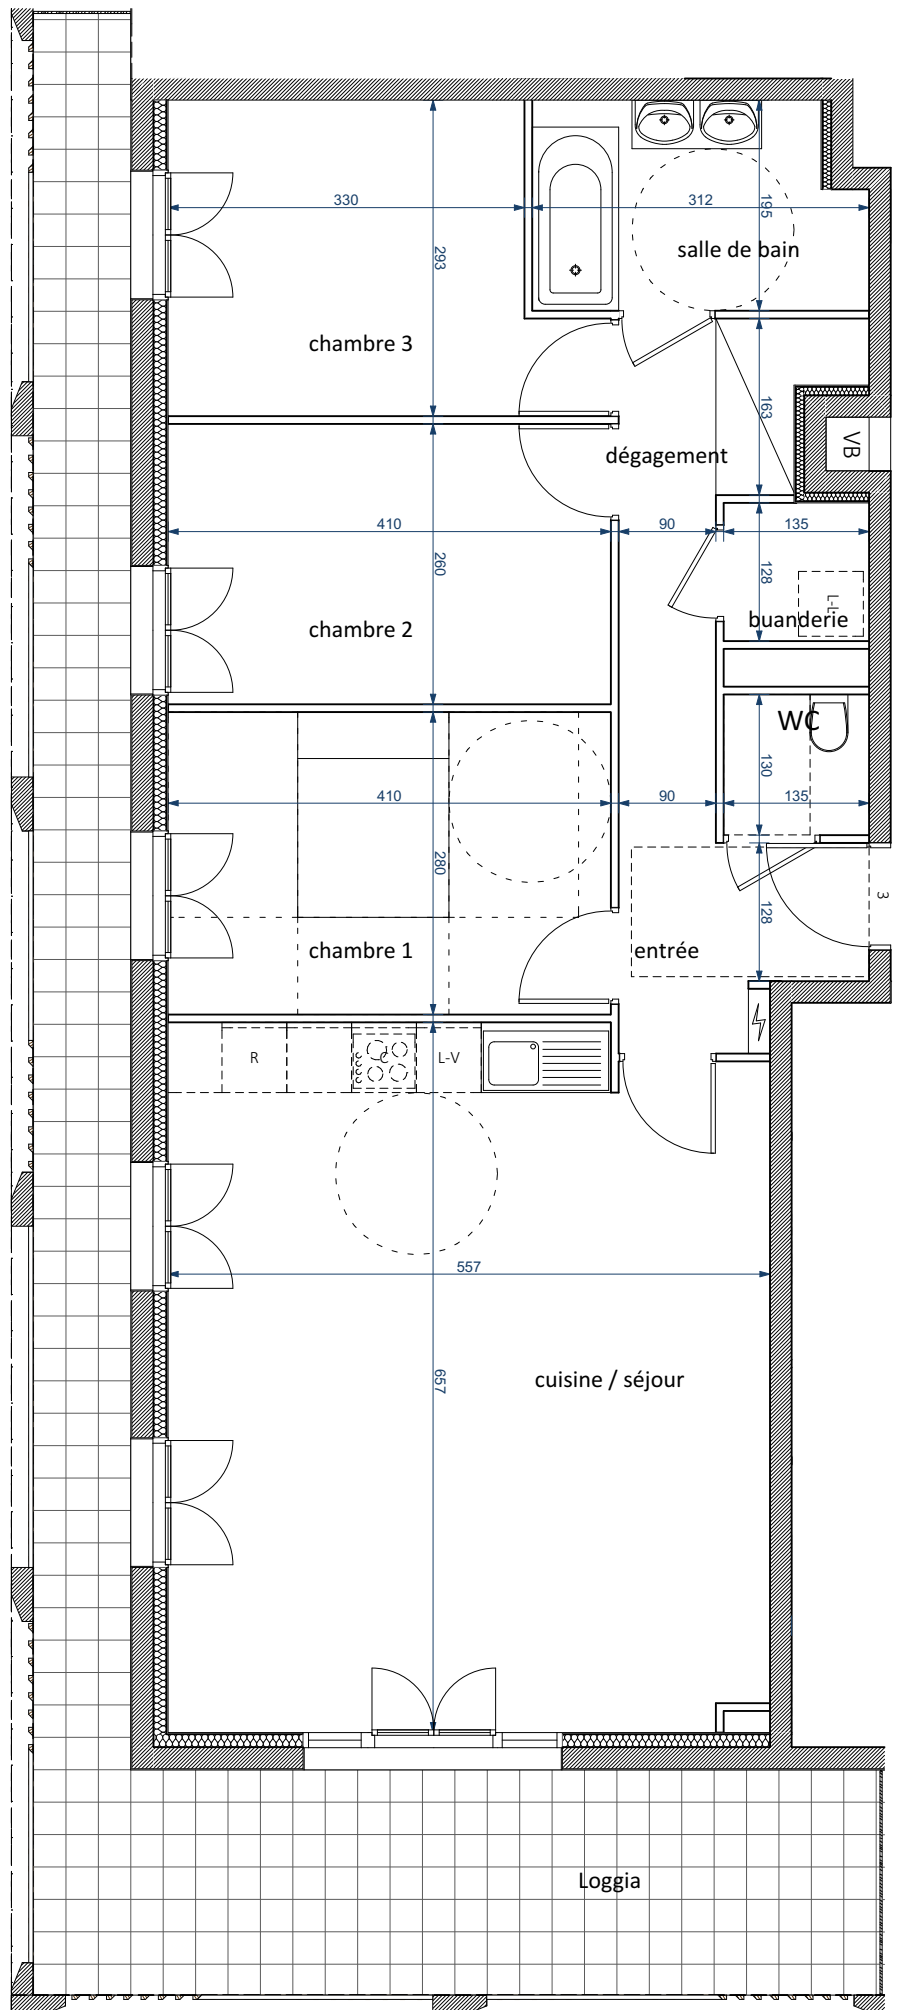 330
293
312
195
salle de bain
chambre 3
163
VB
dégagement
410
260
90
135
128
L-L
buanderie
chambre 2
WC
130
410
90
135
280
128
3
chambre 1
entrée
R
C
L-V
557
657
cuisine / séjour
Loggia